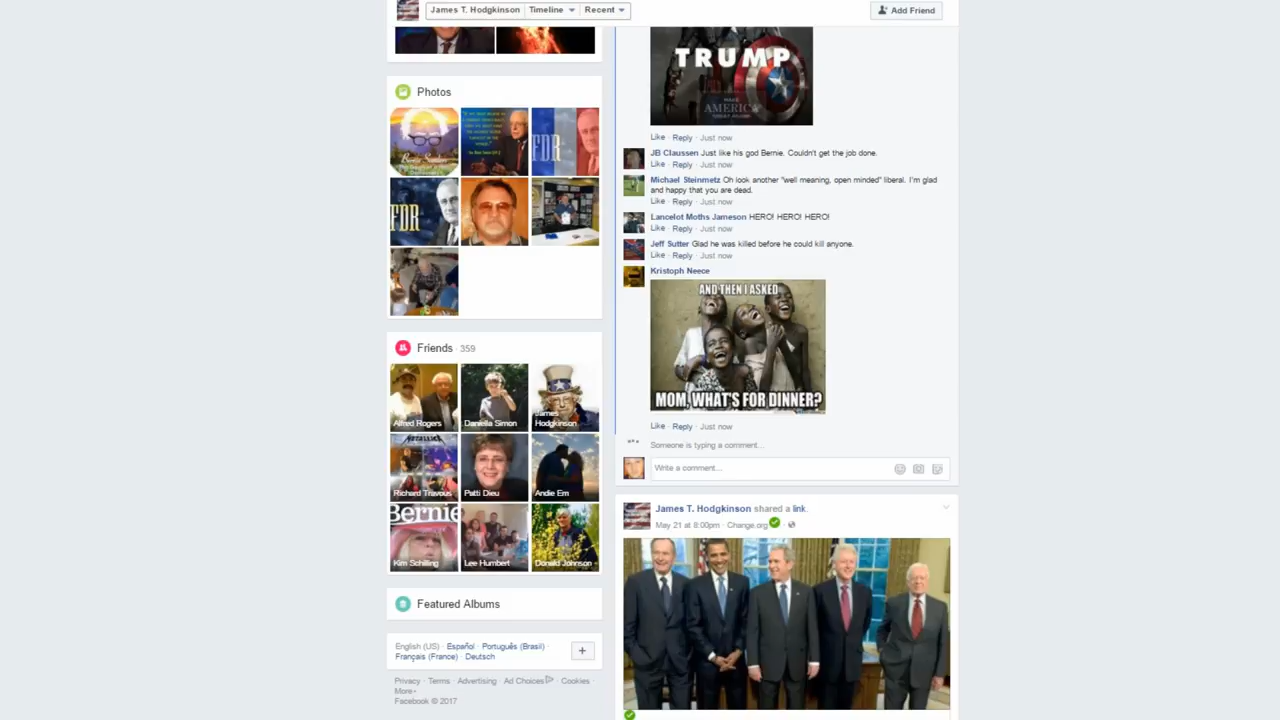 James T. Hodgkinson Timeline Recent
Add Friend
Photos
FDR
FDR
Friends · 359
Alfred Rogers
Daniella Simon
James
Hodgkinson
METALLICA
Richard Travous
Patti Dieu
Andie Em
Bernie
Kim Schilling
Lee Humbert
Donald Johnson
Featured Albums
English (US) · Español · Português (Brasil) ·
Français (France) · Deutsch
+
Privacy · Terms · Advertising · Ad Choices · Cookies ·
More
Facebook © 2017
TRUMP
MAKE
AMERICA
Like · Reply · Just now
JB Claussen Just like his god Bernie. Couldn't get the job done.
Like · Reply · Just now
Michael Steinmetz Oh look another "well meaning, open minded" liberal. I'm glad
and happy that you are dead.
Like · Reply · Just now
Lancelot Moths Jameson HERO! HERO! HERO!
Like · Reply · Just now
Jeff Sutter Glad he was killed before he could kill anyone.
Like · Reply · Just now
Kristoph Neece
AND THEN I ASKED
MOM, WHAT'S FOR DINNER?
Like · Reply · Just now
Someone is typing a comment...
Write a comment...
James T. Hodgkinson shared a link.
May 21 at 8:00pm · Change.org ·